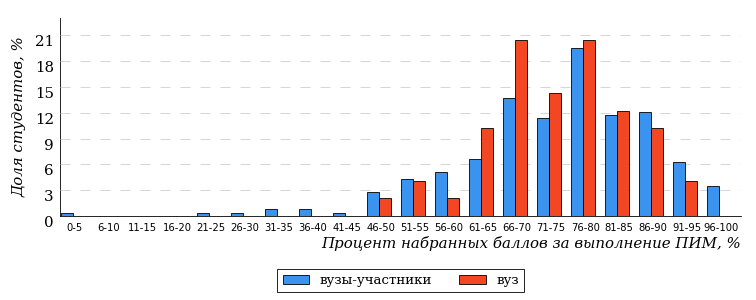 Доля студентов, %
21
18
15
12
9
6
3
0
0-5 6-10 11-15 16-20 21-25 26-30 31-35 36-40 41-45 46-50 51-55 56-60 61-65 66-70 71-75 76-80 81-85 86-90 91-95 96-100
Процент набранных баллов за выполнение ПИМ, %
вузы-участники вуз